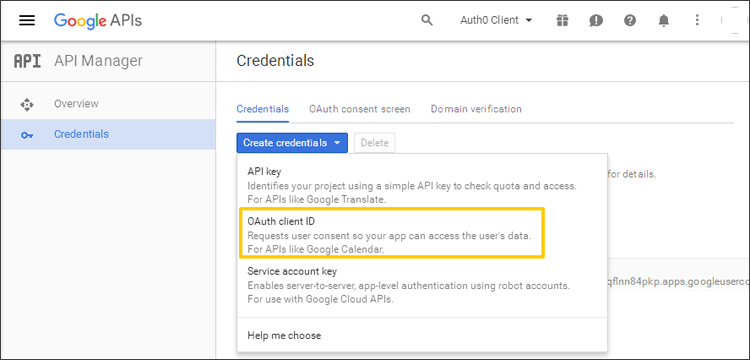 Google APIs
Auth0 Client
API API Manager
Credentials
Overview
Credentials
Credentials OAuth consent screen Domain verification
Create credentials Delete
API key
Identifies your project using a simple API key to check quota and access.
For APIs like Google Translate.
for details.
OAuth client ID
Requests user consent so your app can access the user's data.
For APIs like Google Calendar.
Service account key
Enables server-to-server, app-level authentication using robot accounts.
For use with Google Cloud APIs.
qflnn84pkp.apps.googleuserco
Help me choose